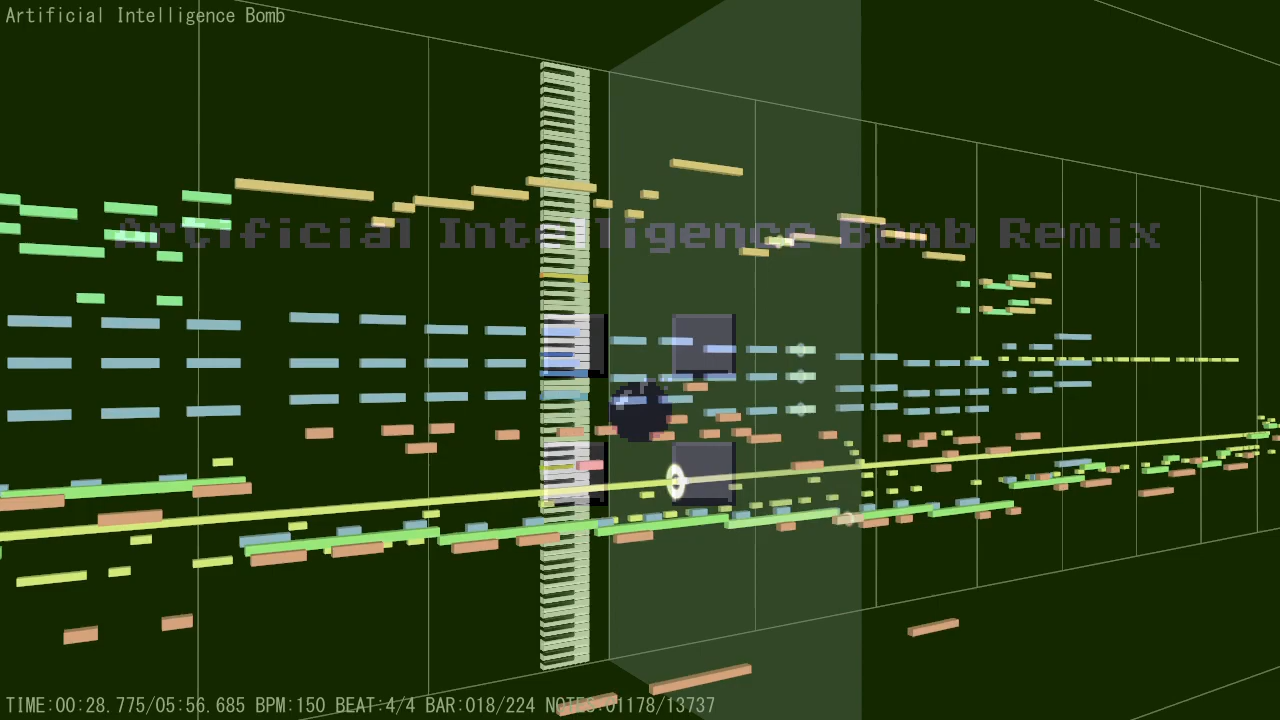 Artificial Intelligence Bomb
Artificial Intelligence Bomb Remix
TIME:00:28.775/05:56.685 BPM:150 BEAT:4/4 BAR:018/224 NOTES:01178/13737